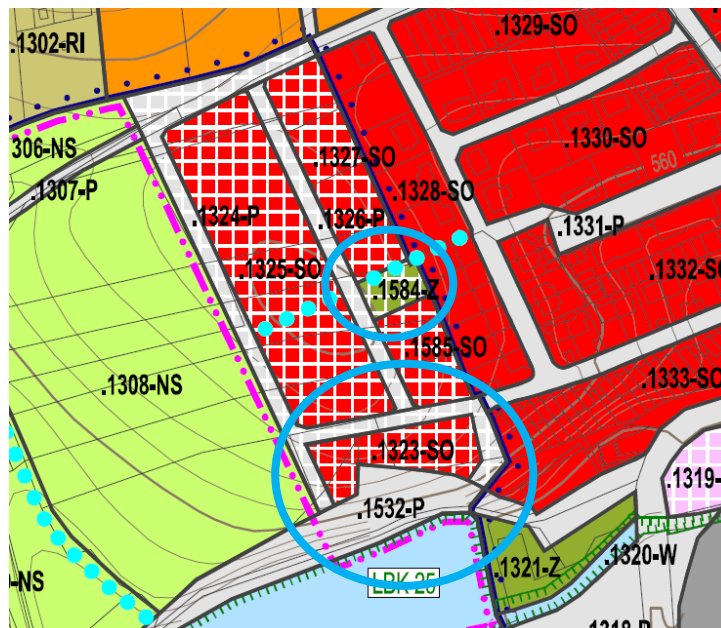 .1302-RI
.1329-SO
.1330-SO
306-NS
.1327-SO
560
.1307-P
.1328-SO
.1324-P
.1326-P
.1331-P
.1325-SO
.1332-SO
.1584-Z
.1585-SO
.1308-NS
.1333-SO
.1323-SO
.1319-
.1532-P
.1320-W
.1321-Z
-NS
LBK 25
.1318-P